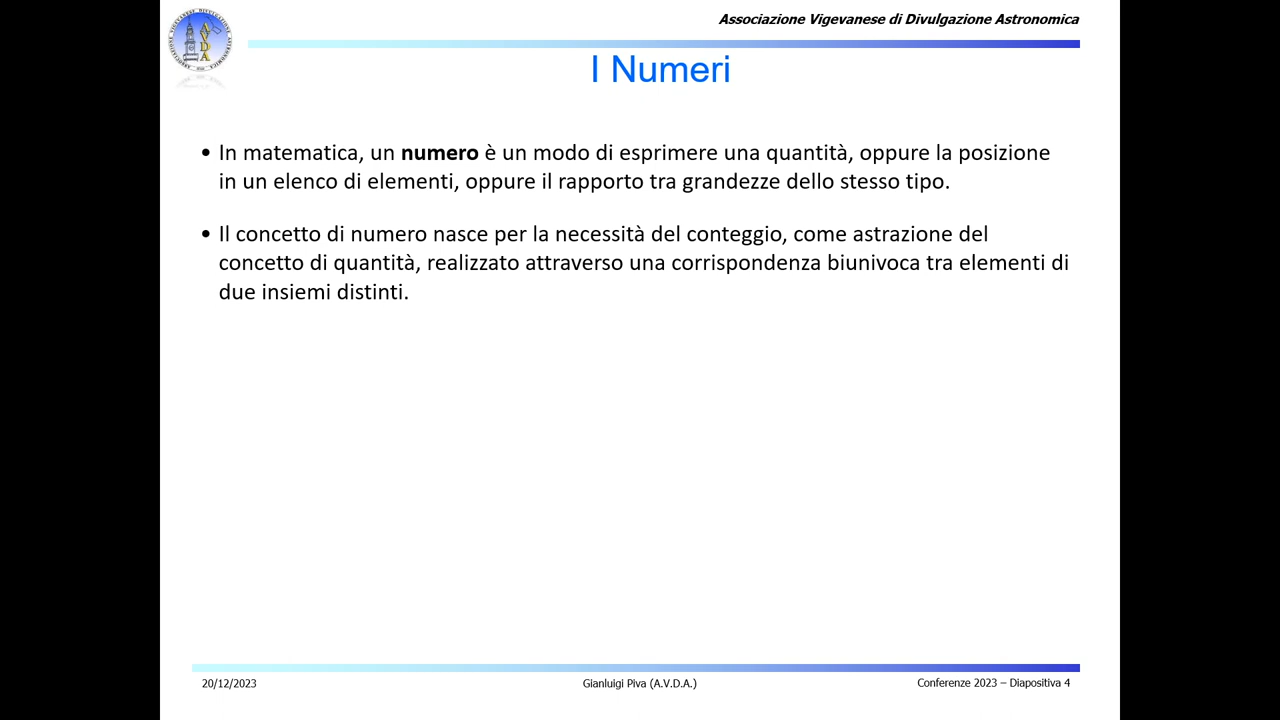 Associazione Vigevanese di Divulgazione Astronomica
I Numeri
• In matematica, un numero è un modo di esprimere una quantità, oppure la posizione
in un elenco di elementi, oppure il rapporto tra grandezze dello stesso tipo.
• Il concetto di numero nasce per la necessità del conteggio, come astrazione del
concetto di quantità, realizzato attraverso una corrispondenza biunivoca tra elementi di
due insiemi distinti.
20/12/2023
Gianluigi Piva (A.V.D.A.)
Conferenze 2023 – Diapositiva 4